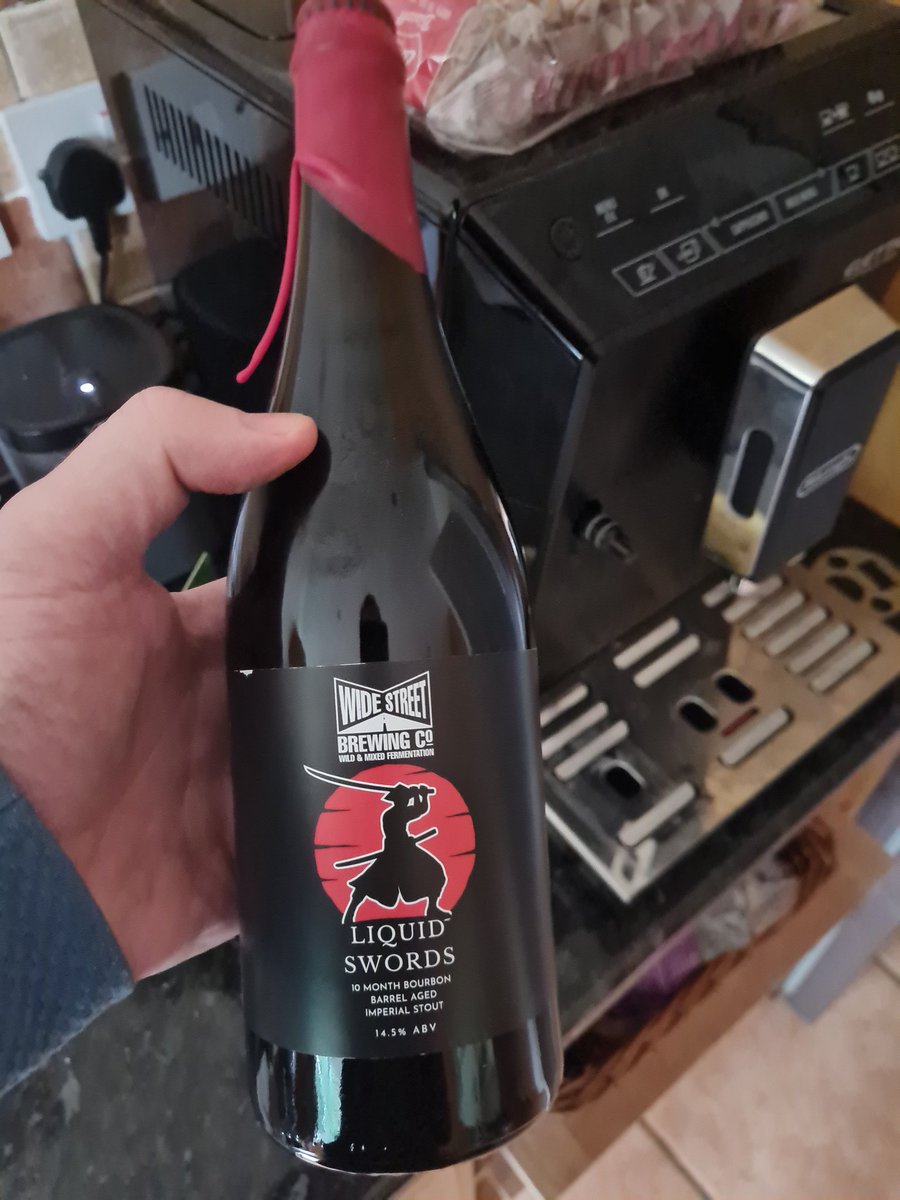 WIDE STREET
BREWING Cº
WILD & MIXED FERMENTATION
LIQUID
SWORDS
10 MONTH BOURBON
BARREL AGED
IMPERIAL STOUT
14.5% ABV